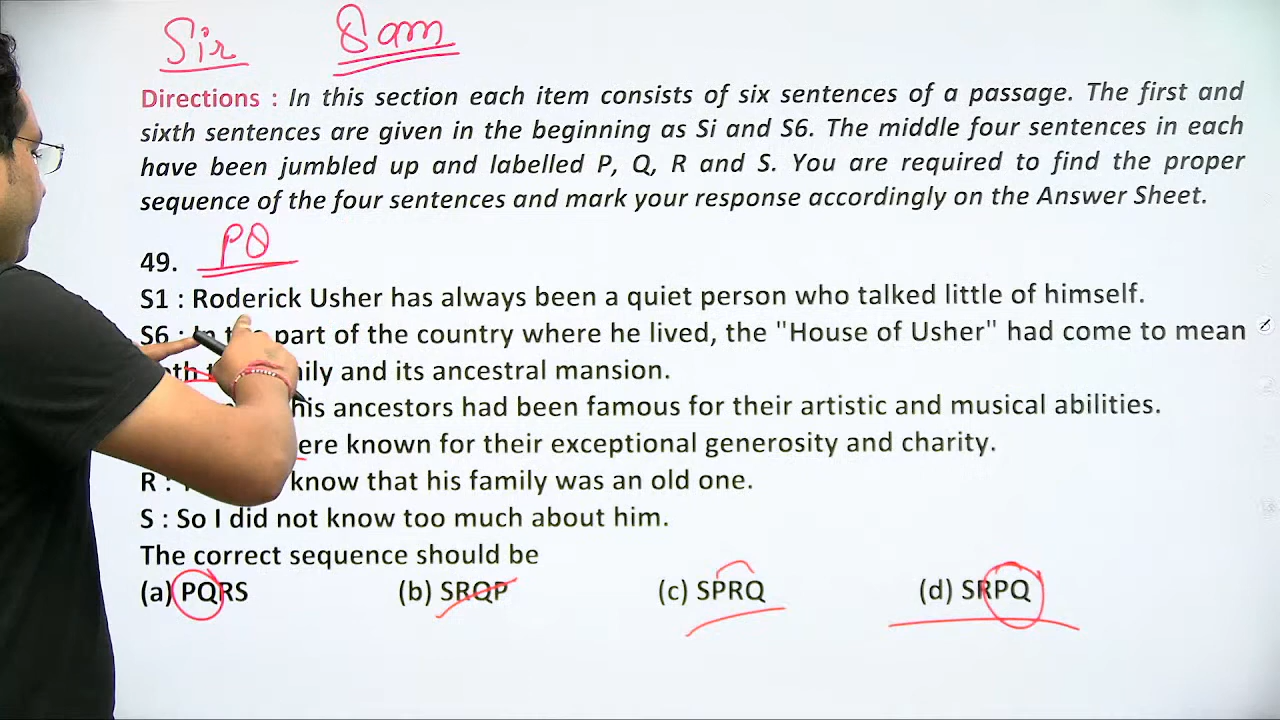 Sir Sam
Directions : In this section each item consists of six sentences of a passage. The first and
sixth sentences are given in the beginning as Si and S6. The middle four sentences in each
have been jumbled up and labelled P, Q, R and S. You are required to find the proper
sequence of the four sentences and mark your response accordingly on the Answer Sheet.
PQ
49.
S1 : Roderick Usher has always been a quiet person who talked little of himself.
S6 : In the part of the country where he lived, the "House of Usher" had come to mean
and its ancestral mansion.
his ancestors had been famous for their artistic and musical abilities.
known for their exceptional generosity and charity.
R : know that his family was an old one.
S : So I did not know too much about him.
The correct sequence should be
(a) PQRS (b) SRQP (c) SPRQ (d) SRPQ